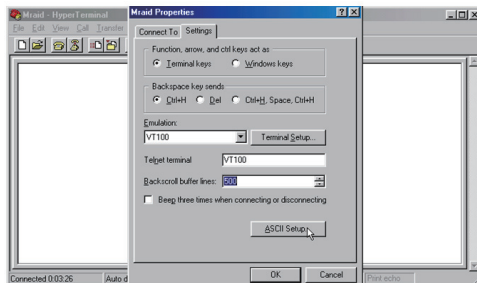 Mraid - HyperTerminal
File Edit View Call Transfer
Mraid Properties
Connect To Settings
Function, arrow, and ctrl keys act as
Terminal keys Windows keys
Backspace key sends
Ctrl+H Del Ctrl+H, Space, Ctrl+H
Emulation:
VT100 Terminal Setup...
Telnet terminal VT100
Backscroll buffer lines: 500
Beep three times when connecting or disconnecting
ASCII Setup...
OK Cancel
Connected 0:03:26 Auto d Print echo